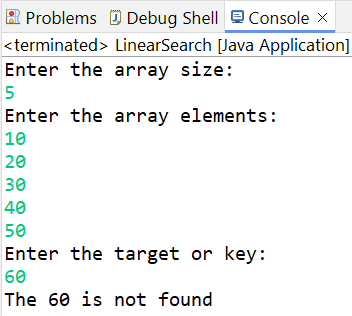 Problems Debug Shell Console
<terminated> LinearSearch [Java Application]
Enter the array size:
5
Enter the array elements:
10
20
30
40
50
Enter the target or key:
60
The 60 is not found